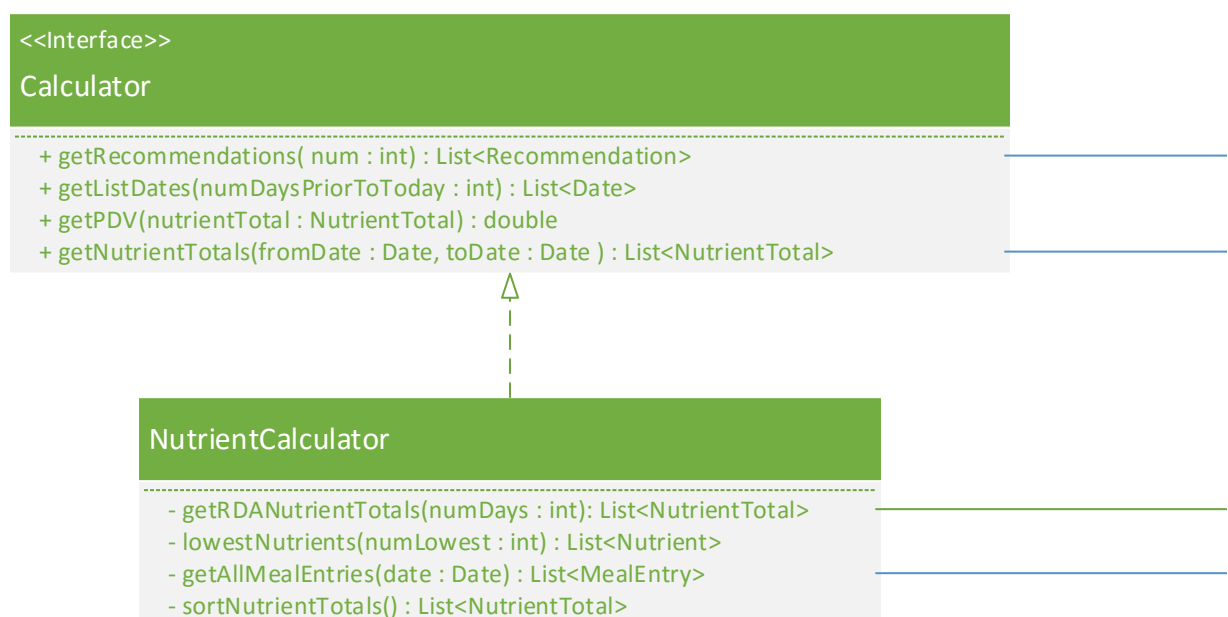 <<Interface>>
Calculator
+ getRecommendations( num : int) : List<Recommendation>
+ getListDates(numDaysPriorToToday : int) : List<Date>
+ getPDV(nutrientTotal : NutrientTotal) : double
+ getNutrientTotals(fromDate : Date, toDate : Date ) : List<NutrientTotal>
NutrientCalculator
- getRDANutrientTotals(numDays : int): List<NutrientTotal>
- lowestNutrients(numLowest : int) : List<Nutrient>
- getAllMealEntries(date : Date) : List<MealEntry>
- sortNutrientTotals() : List<NutrientTotal>